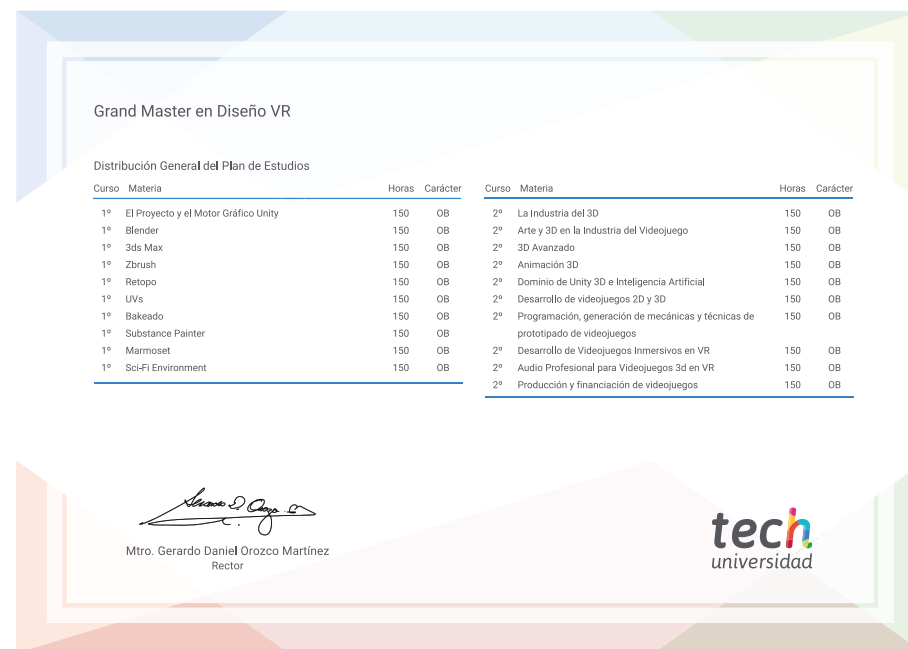 Grand Master en Diseño VR
Distribución General del Plan de Estudios
Curso Materia Horas Carácter
1º El Proyecto y el Motor Gráfico Unity 150 OB
1º Blender 150 OB
1º 3ds Max 150 OB
1º Zbrush 150 OB
1º Retopo 150 OB
1º UVs 150 OB
1º Bakeado 150 OB
1º Substance Painter 150 OB
1º Marmoset 150 OB
1º Sci-Fi Environment 150 OB
Curso Materia Horas Carácter
2º La Industria del 3D 150 OB
2º Arte y 3D en la Industria del Videojuego 150 OB
2º 3D Avanzado 150 OB
2º Animación 3D 150 OB
2º Dominio de Unity 3D e Inteligencia Artificial 150 OB
2º Desarrollo de videojuegos 2D y 3D 150 OB
2º Programación, generación de mecánicas y técnicas de 150 OB
prototipado de videojuegos
2º Desarrollo de Videojuegos Inmersivos en VR 150 OB
2º Audio Profesional para Videojuegos 3d en VR 150 OB
2º Producción y financiación de videojuegos 150 OB
Mtro. Gerardo Daniel Orozco Martínez
Rector
tech
universidad